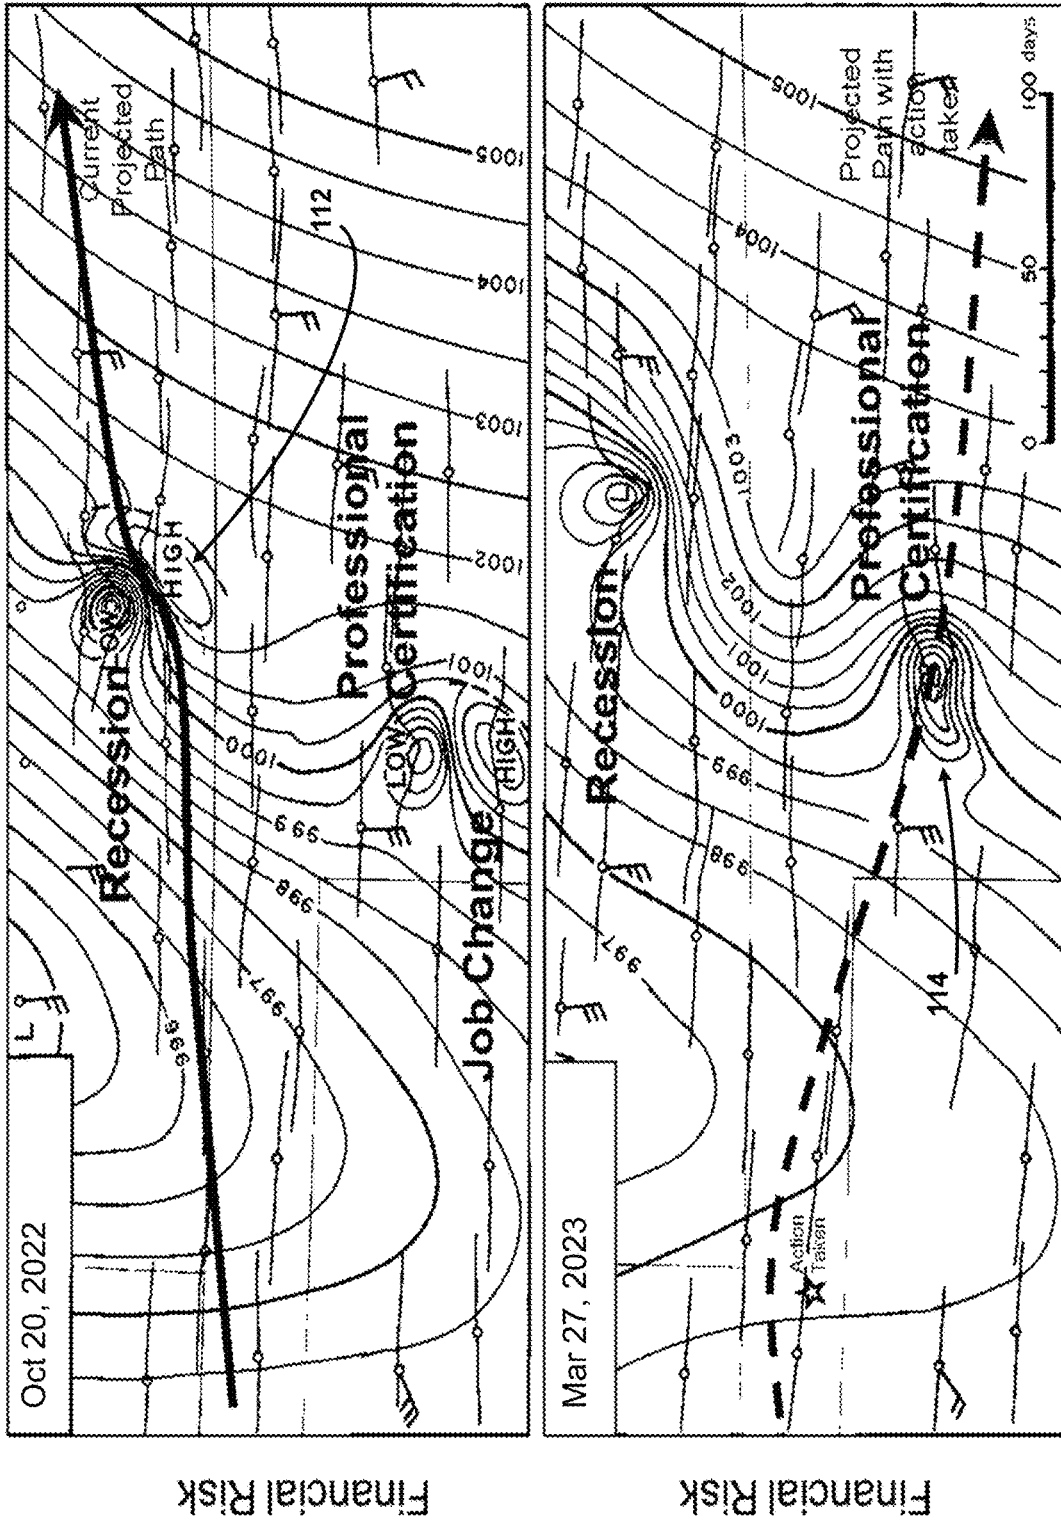 Financial Risk
Oct 20, 2022
L
Current
Projected
Path
Recession
LOW
HIGH
112
Professional
Certification
LOW
HIGH
Job Change
996
997
998
999
1000
1001
1002
1003
1004
1005
Financial Risk
Mar 27, 2023
Action
Taken
Recession
L
Professional
Certification
114
Projected
Path with
action
taken
997
998
999
1000
1001
1002
1003
1004
1005
0 50 100 days